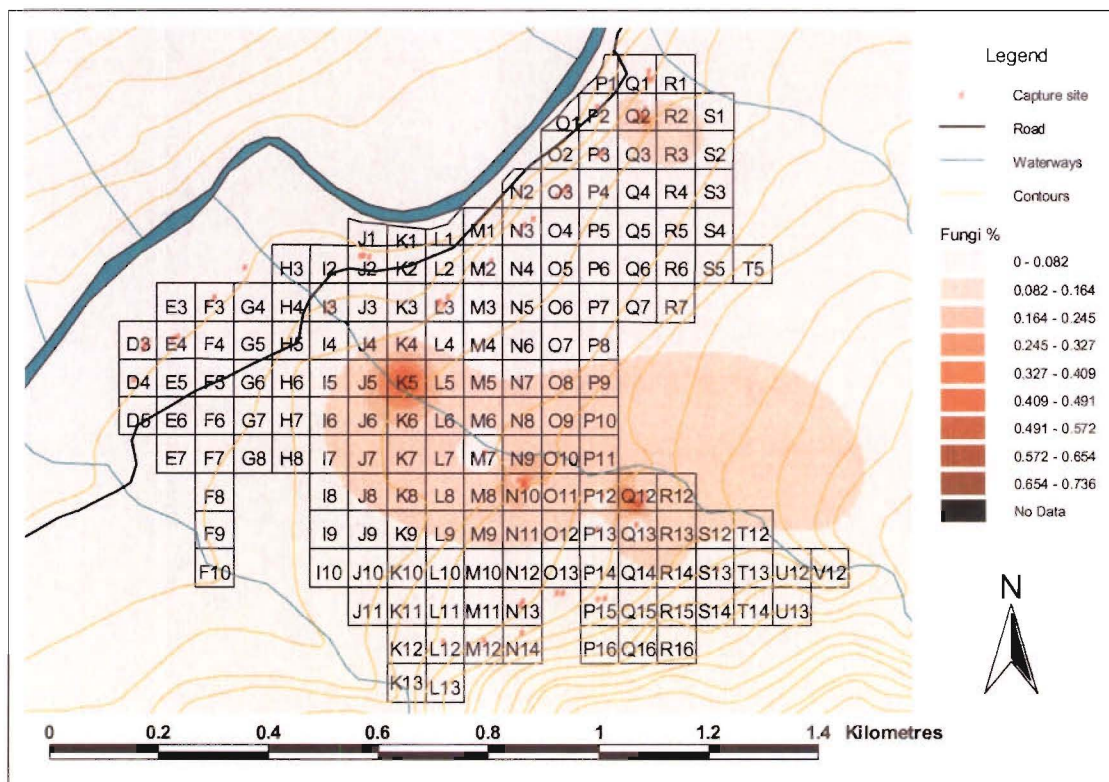 P1 Q1 R1
O1 P2 Q2 R2 S1
O2 P3 Q3 R3 S2
N2 O3 P4 Q4 R4 S3
J1 K1 L1 M1 N3 O4 P5 Q5 R5 S4
H3 I2 J2 K2 L2 M2 N4 O5 P6 Q6 R6 S5 T5
E3 F3 G4 H4 I3 J3 K3 L3 M3 N5 O6 P7 Q7 R7
D3 E4 F4 G5 H5 I4 J4 K4 L4 M4 N6 O7 P8
D4 E5 F5 G6 H6 I5 J5 K5 L5 M5 N7 O8 P9
D5 E6 F6 G7 H7 I6 J6 K6 L6 M6 N8 O9 P10
E7 F7 G8 H8 I7 J7 K7 L7 M7 N9 O10 P11
F8 I8 J8 K8 L8 M8 N10 O11 P12 Q12 R12
F9 I9 J9 K9 L9 M9 N11 O12 P13 Q13 R13 S12 T12
F10 I10 J10 K10 L10 M10 N12 O13 P14 Q14 R14 S13 T13 U12 V12
J11 K11 L11 M11 N13 P15 Q15 R15 S14 T14 U13
K12 L12 M12 N14 P16 Q16 R16
K13 L13
Legend
Capture site
Road
Waterways
Contours
Fungi %
0 - 0.082
0.082 - 0.164
0.164 - 0.245
0.245 - 0.327
0.327 - 0.409
0.409 - 0.491
0.491 - 0.572
0.572 - 0.654
0.654 - 0.736
No Data
N
0 0.2 0.4 0.6 0.8 1 1.2 1.4 Kilometres